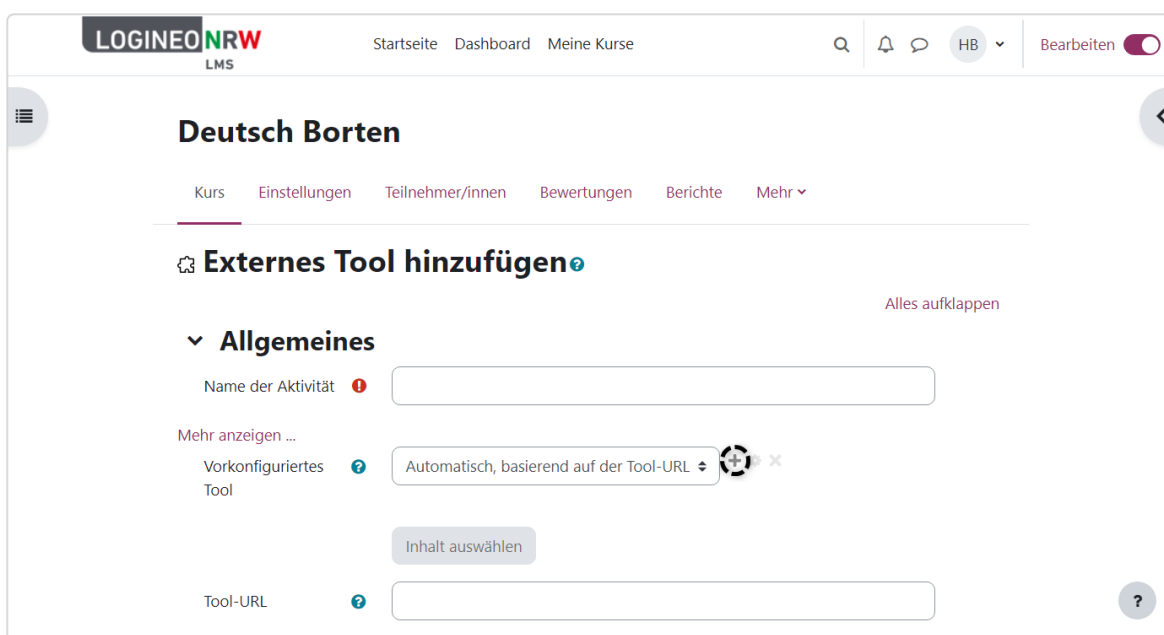 LOGINEO NRW
LMS
Startseite Dashboard Meine Kurse
HB
Bearbeiten
Deutsch Borten
Kurs Einstellungen Teilnehmer/innen Bewertungen Berichte Mehr
Externes Tool hinzufügen
Alles aufklappen
Allgemeines
Name der Aktivität
Mehr anzeigen ...
Vorkonfiguriertes Tool
Automatisch, basierend auf der Tool-URL
Inhalt auswählen
Tool-URL
?